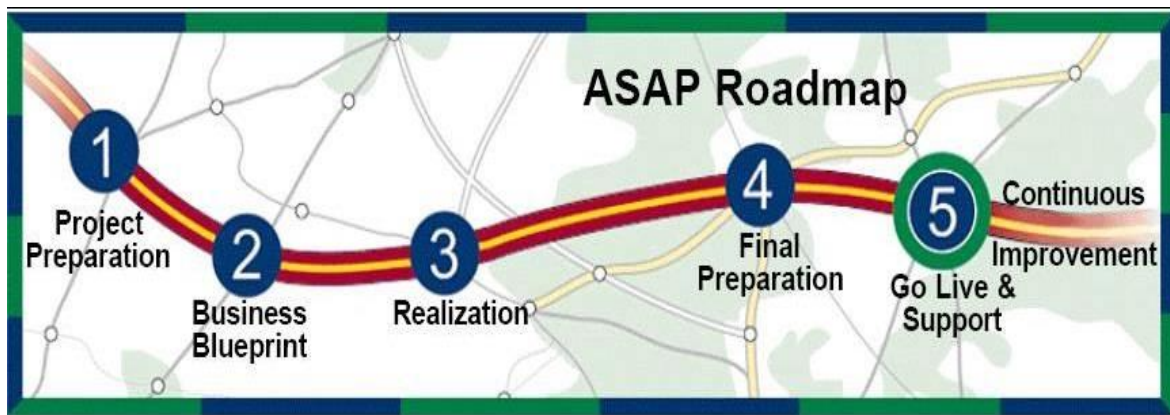 ASAP Roadmap
1
Project
Preparation
2
Business
Blueprint
3
Realization
4
Final
Preparation
5
Go Live &
Support
Continuous
Improvement